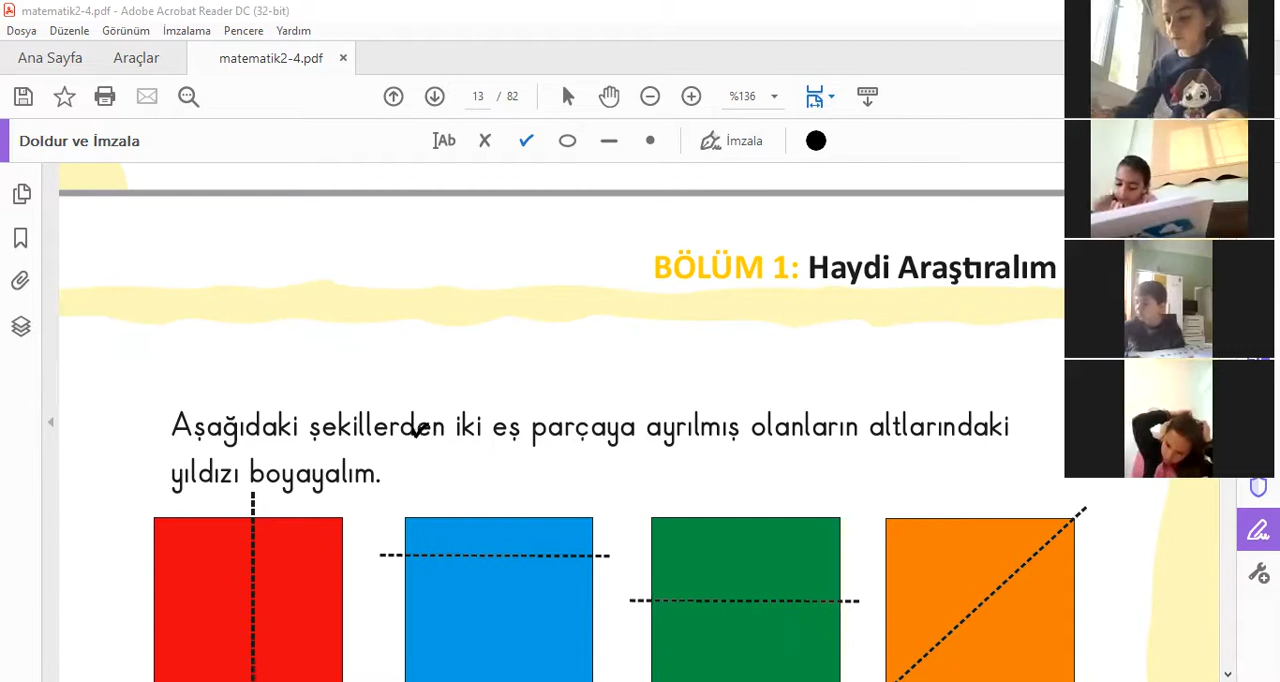 matematik2-4.pdf - Adobe Acrobat Reader DC (32-bit)
Dosya Düzenle Görünüm İmzalama Pencere Yardım
Ana Sayfa Araçlar matematik2-4.pdf ×
13 / 82 %136
Doldur ve İmzala IAb İmzala
BÖLÜM 1: Haydi Araştıralım
Aşağıdaki şekillerden iki eş parçaya ayrılmış olanların altlarındaki
yıldızı boyayalım.